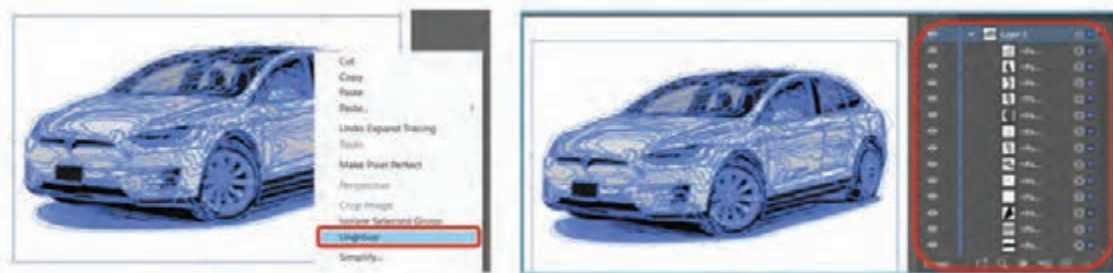 Cut
Copy
Paste
Paste...
Undo Expand Tracing
Redo
Make Pixel Perfect
Perspective
Crop Image
Isolate Selected Group
Ungroup
Simplify...
Layer 1